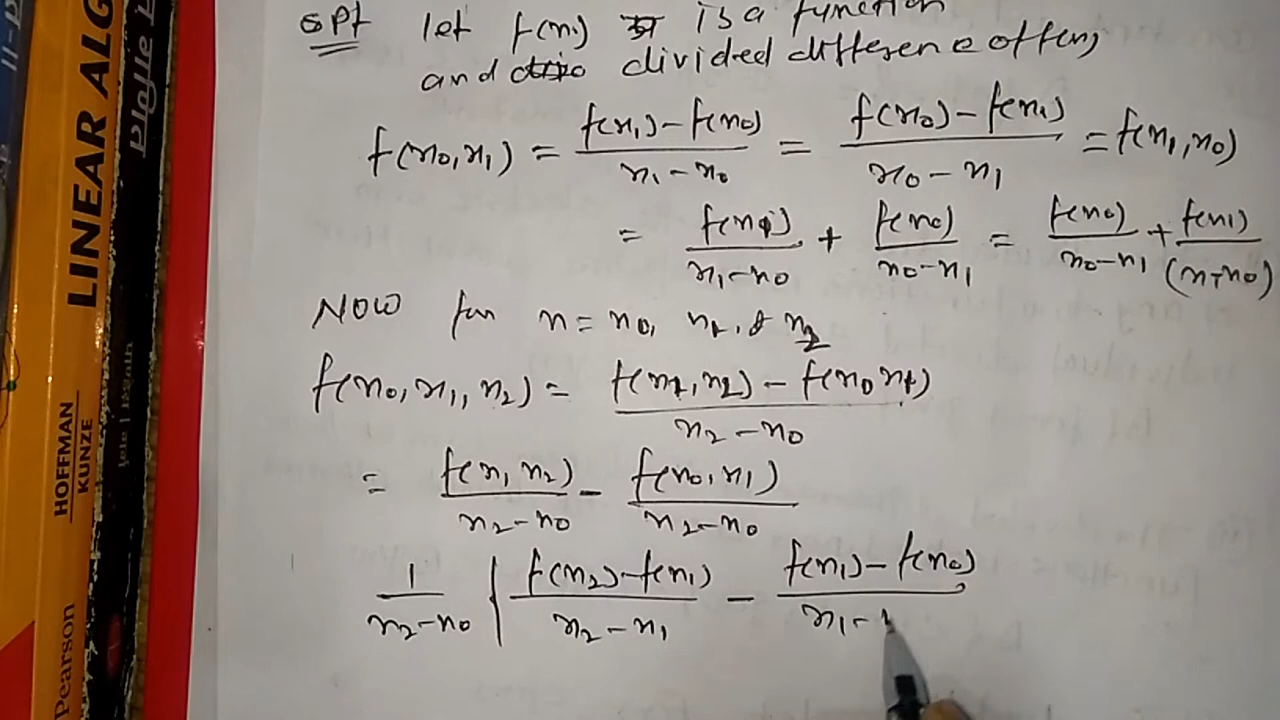 LINEAR ALG
HOFFMAN
KUNZE
Pearson
let f(x) is a function
and divided difference of f(x)
f(x₀,x₁) = f(x₁)-f(x₀) / x₁-x₀ = f(x₀)-f(x₁) / x₀-x₁ = f(x₁,x₀)
= f(x₁) / x₁-x₀ + f(x₀) / x₀-x₁ = f(x₀) / x₀-x₁ + f(x₁) / (x₁-x₀)
NOW for x = x₀, x₁, & x₂
f(x₀,x₁,x₂) = f(x₁,x₂) - f(x₀ x₁) / x₂-x₀
= f(x₁ x₂) / x₂-x₀ - f(x₀,x₁) / x₂-x₀
1 / x₂-x₀ { f(x₂)-f(x₁) / x₂-x₁ - f(x₁)-f(x₀) / x₁-